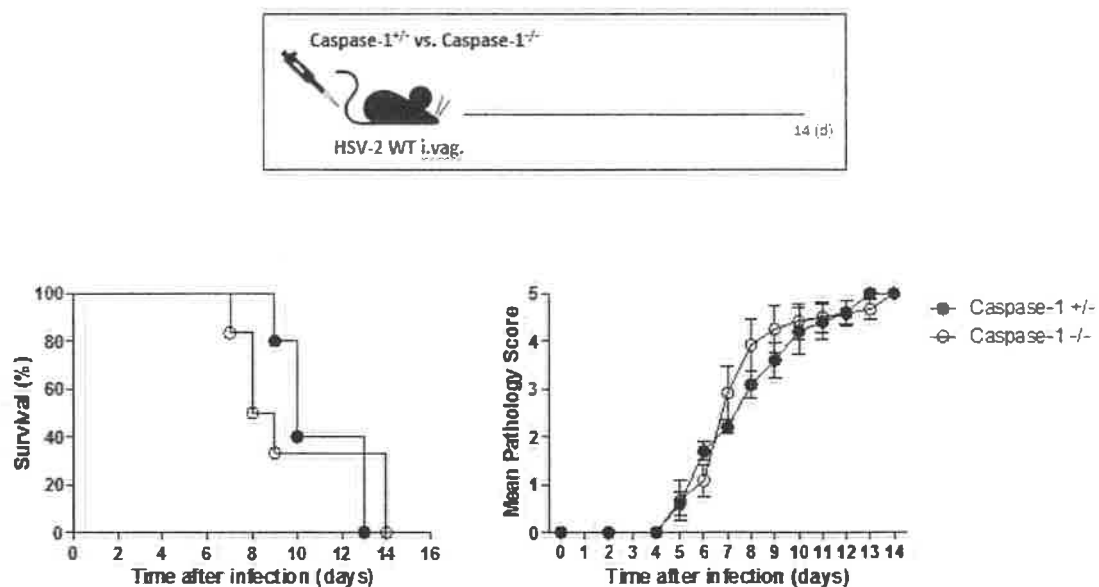 Caspase-1+/- vs. Caspase-1-/-
14 (d)
HSV-2 WT i.vag.
Survival (%)
100
80
60
40
20
0
0 2 4 6 8 10 12 14 16
Time after infection (days)
Mean Pathology Score
5
4
3
2
1
0
0 1 2 3 4 5 6 7 8 9 10 11 12 13 14
Time after infection (days)
Caspase-1 +/-
Caspase-1 -/-